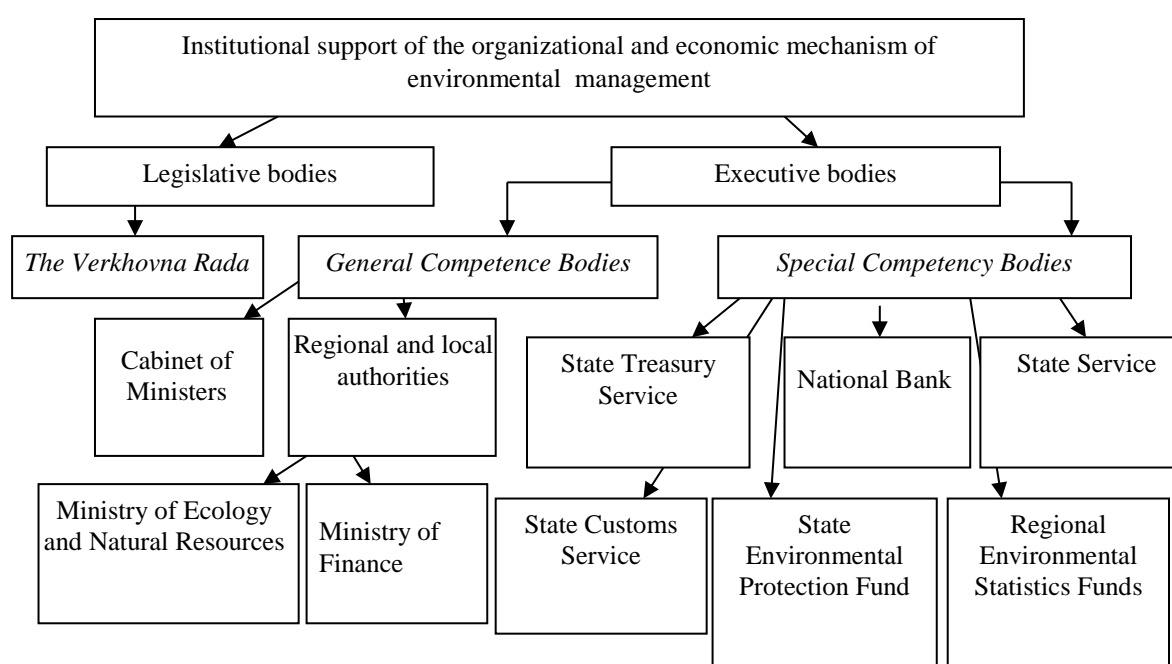 Institutional support of the organizational and economic mechanism of
environmental management
Legislative bodies
Executive bodies
The Verkhovna Rada
General Competence Bodies
Special Competency Bodies
Cabinet of
Ministers
Regional and local
authorities
State Treasury
Service
National Bank
State Service
Ministry of Ecology
and Natural Resources
Ministry of
Finance
State Customs
Service
State
Environmental
Protection Fund
Regional
Environmental
Statistics Funds